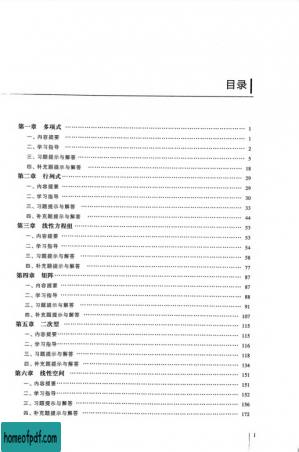 目录
第一章 多项式 1
一、内容提要 1
二、学习指导 2
三、习题提示与解答 5
四、补充题提示与解答 18
第二章 行列式 29
一、内容提要 29
二、学习指导 30
三、习题提示与解答 33
四、补充题提示与解答 44
第三章 线性方程组 53
一、内容提要 53
二、学习指导 54
三、习题提示与解答 58
四、补充题提示与解答 77
第四章 矩阵 87
一、内容提要 87
二、学习指导 88
三、习题提示与解答 91
四、补充题提示与解答 107
第五章 二次型 115
一、内容提要 115
二、学习指导 116
三、习题提示与解答 118
四、补充题提示与解答 134
第六章 线性空间 151
一、内容提要 151
二、学习指导 152
三、习题提示与解答 156
四、补充题提示与解答 172
1
homeofpdf.com